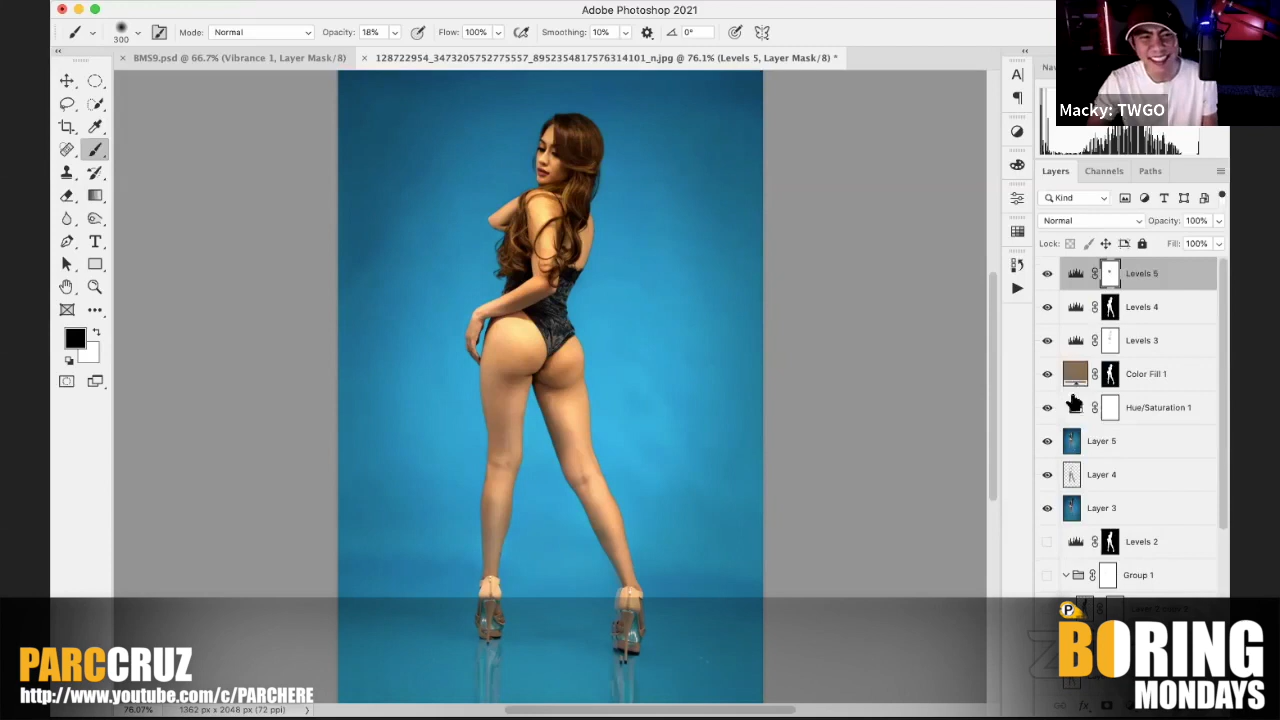 Adobe Photoshop 2021
300
Mode: Normal
Opacity: 18%
Flow: 100%
Smoothing: 10%
0°
BMS9.psd @ 66.7% (Vibrance 1, Layer Mask/8)
128722954_3473205752775557_8952354817576314101_n.jpg @ 76.1% (Levels 5, Layer Mask/8) *
Macky: TWGO
Layers Channels Paths
Kind
Normal Opacity: 100%
Lock: Fill: 100%
Levels 5
Levels 4
Levels 3
Color Fill 1
Hue/Saturation 1
Layer 5
Layer 4
Layer 3
Levels 2
Group 1
PARCCRUZ
http://www.youtube.com/c/PARCHERE
BORING
MONDAYS
76.07% 1362 px x 2048 px (72 ppi)